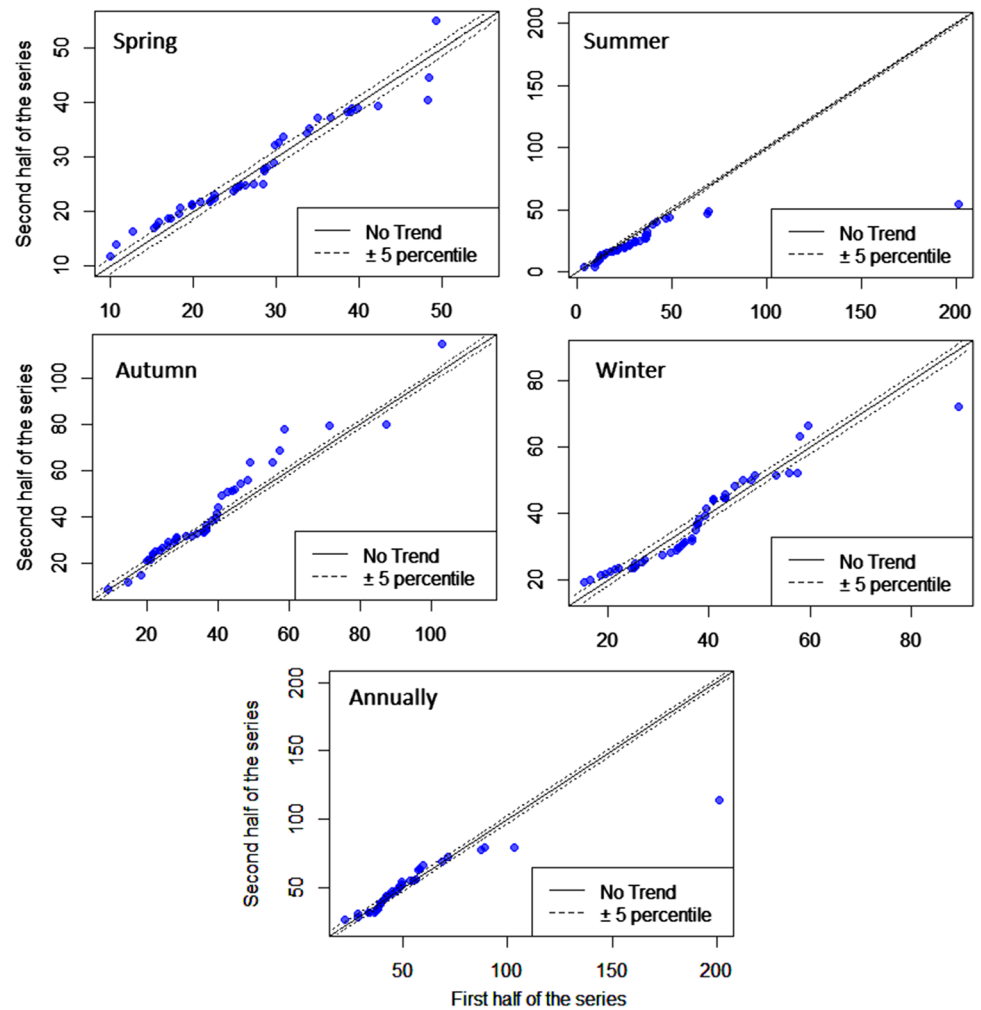 Spring
Second half of the series
50
40
30
20
10
10 20 30 40 50
No Trend
± 5 percentile
Summer
200
150
100
50
0
0 50 100 150 200
No Trend
± 5 percentile
Autumn
Second half of the series
100
80
60
40
20
20 40 60 80 100
No Trend
± 5 percentile
Winter
80
60
40
20
20 40 60 80
No Trend
± 5 percentile
Annually
Second half of the series
200
150
100
50
50 100 150 200
No Trend
± 5 percentile
First half of the series